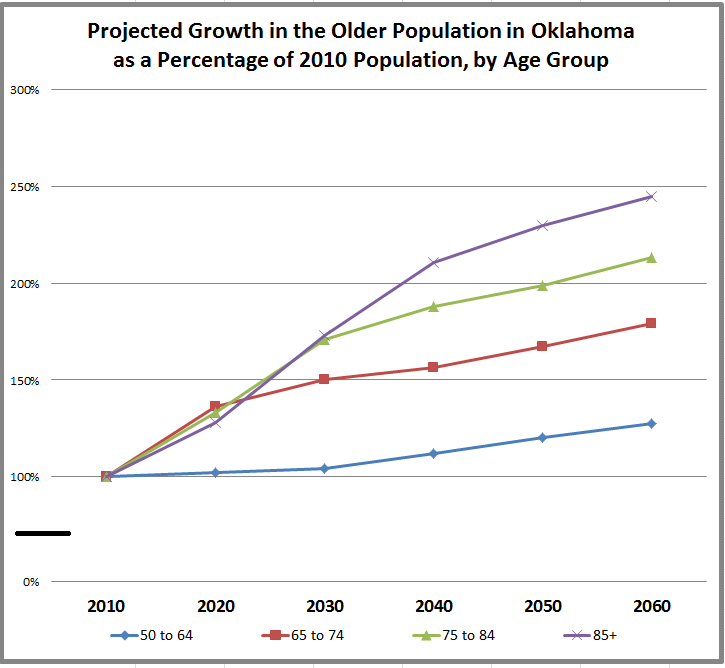 Projected Growth in the Older Population in Oklahoma
as a Percentage of 2010 Population, by Age Group
300%
250%
200%
150%
100%
0%
2010 2020 2030 2040 2050 2060
50 to 64 65 to 74 75 to 84 85+